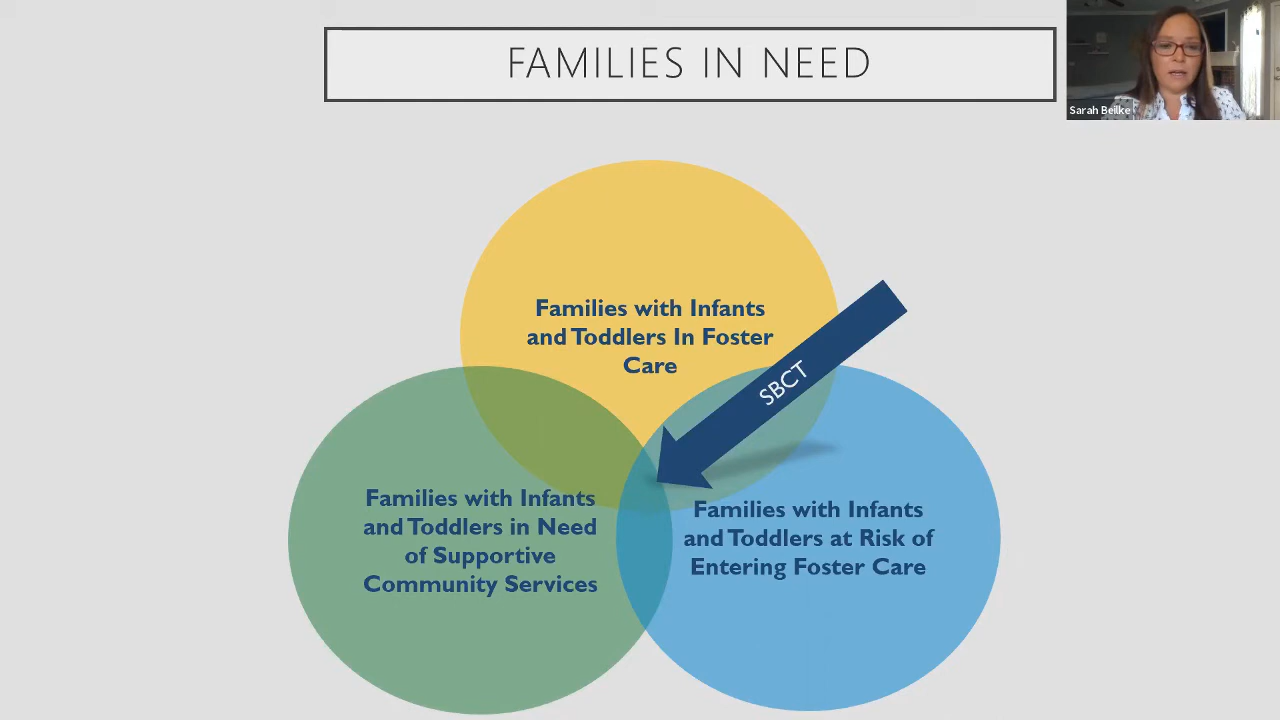 FAMILIES IN NEED
Sarah Beilke
Families with Infants
and Toddlers In Foster
Care
SBCT
Families with Infants
and Toddlers in Need
of Supportive
Community Services
Families with Infants
and Toddlers at Risk of
Entering Foster Care